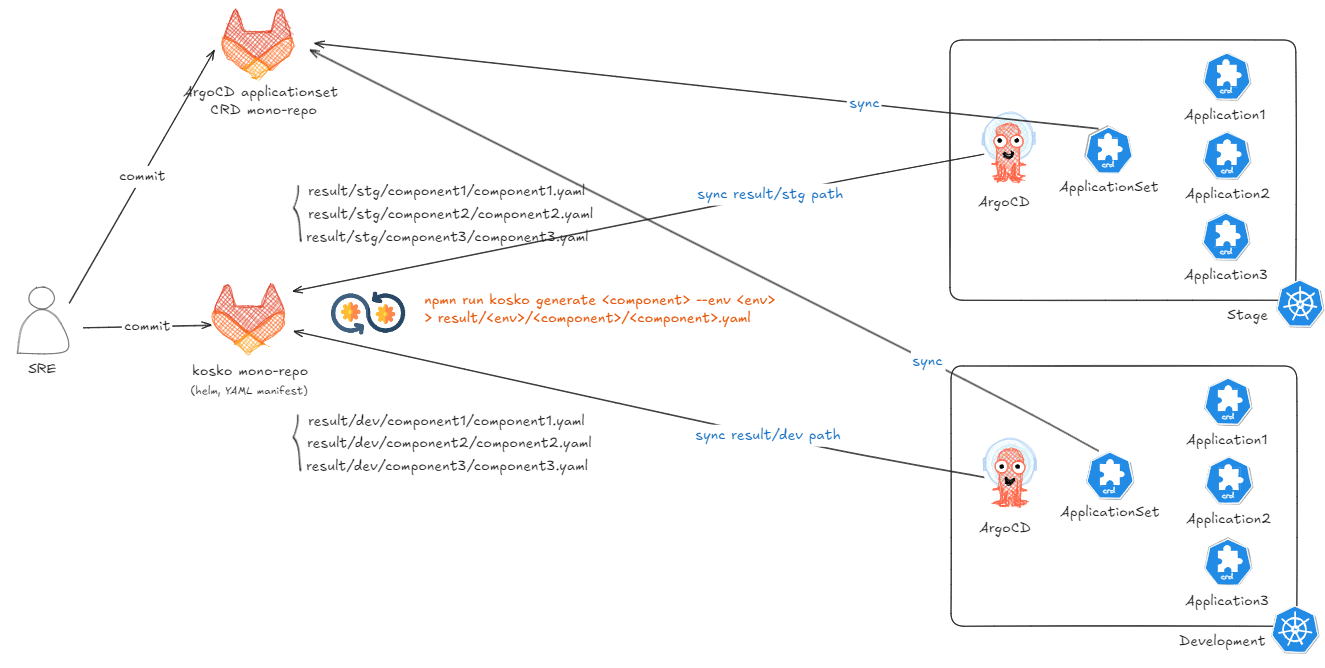 ArgoCD applicationset
CRD mono-repo
commit
sync
result/stg/component1/component1.yaml
result/stg/component2/component2.yaml
result/stg/component3/component3.yaml
sync result/stg path
ArgoCD
crd
ApplicationSet
crd
Application1
crd
Application2
crd
Application3
Stage
SRE
commit
kosko mono-repo
(helm, YAML manifest)
npmn run kosko generate <component> --env <env>
> result/<env>/<component>/<component>.yaml
sync
result/dev/component1/component1.yaml
result/dev/component2/component2.yaml
result/dev/component3/component3.yaml
sync result/dev path
ArgoCD
crd
ApplicationSet
crd
Application1
crd
Application2
crd
Application3
Development